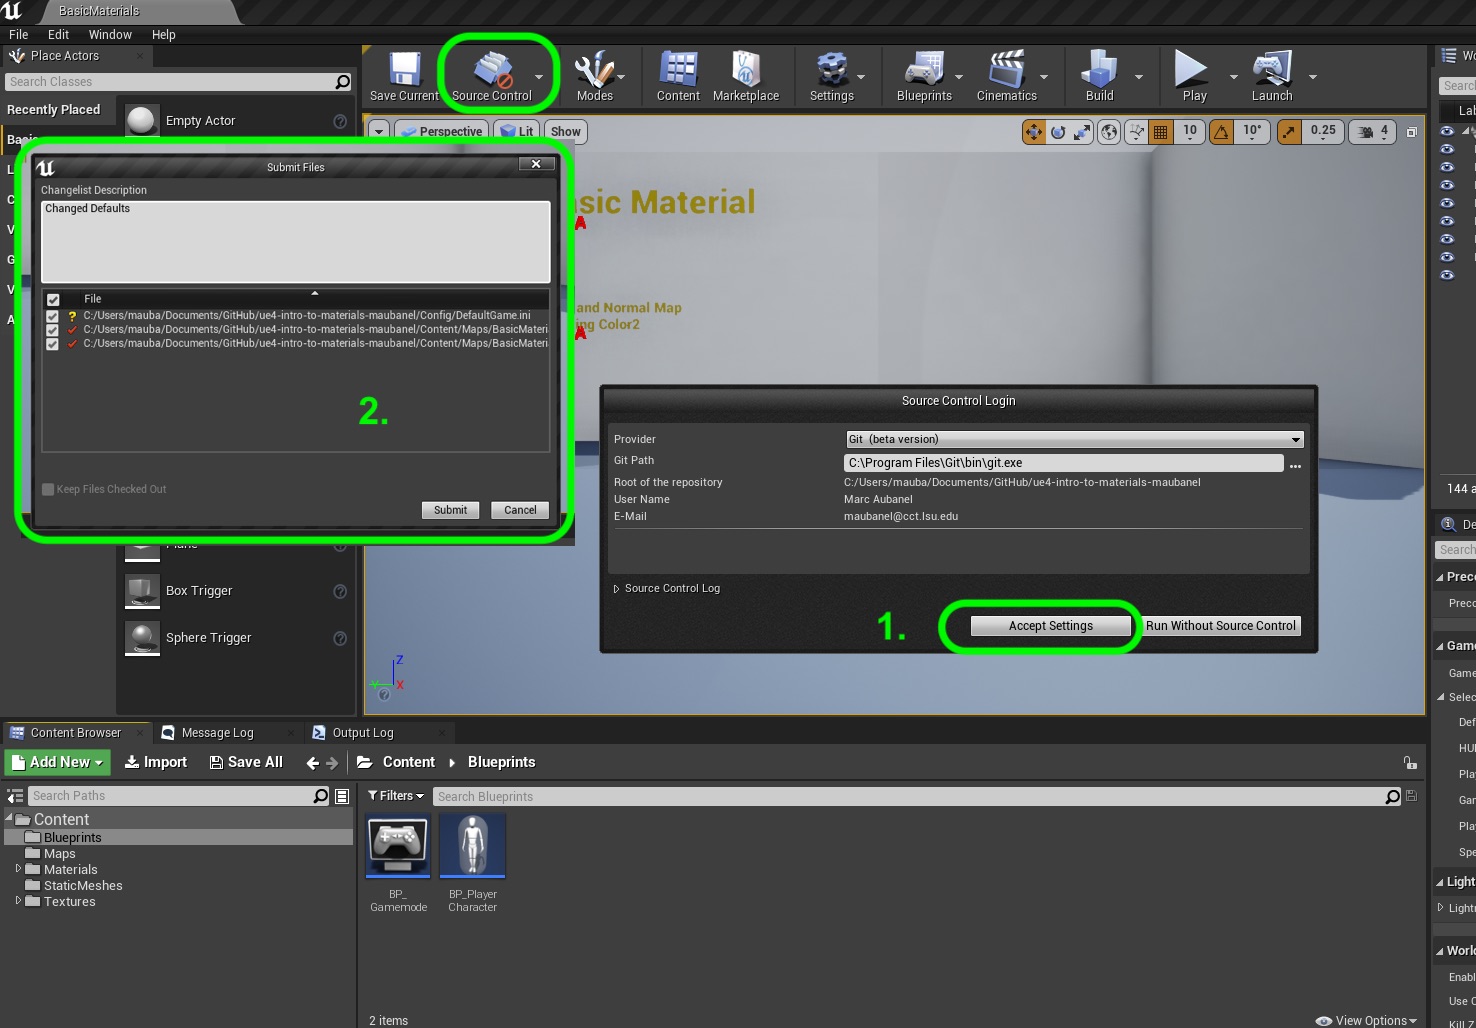 BasicMaterials
File Edit Window Help
Place Actors
Search Classes
Recently Placed
Basic
Empty Actor
Box Trigger
Sphere Trigger
Save Current
Source Control
Modes
Content
Marketplace
Settings
Blueprints
Cinematics
Build
Play
Launch
Perspective
Lit
Show
10
10°
0.25
4
sic Material
A
and Normal Map
ng Color2
A
Submit Files
Changelist Description
Changed Defaults
File
? C:/Users/mauba/Documents/GitHub/ue4-intro-to-materials-maubanel/Config/DefaultGame.ini
C:/Users/mauba/Documents/GitHub/ue4-intro-to-materials-maubanel/Content/Maps/BasicMateri
C:/Users/mauba/Documents/GitHub/ue4-intro-to-materials-maubanel/Content/Maps/BasicMateri
2.
Keep Files Checked Out
Submit
Cancel
Source Control Login
Provider
Git (beta version)
Git Path
C:\Program Files\Git\bin\git.exe
...
Root of the repository
C:/Users/mauba/Documents/GitHub/ue4-intro-to-materials-maubanel
User Name
Marc Aubanel
E-Mail
maubanel@cct.lsu.edu
Source Control Log
1.
Accept Settings
Run Without Source Control
Z
Y
X
Wo
Search
Lab
144 a
De
Search
Preco
Preco
Game
Game
Selec
Def
HUI
Play
Gam
Play
Spe
Light
Light
World
Enabl
Use C
KillZ
Content Browser
Message Log
Output Log
Add New
Import
Save All
Content
Blueprints
Search Paths
Filters
Search Blueprints
Content
Blueprints
Maps
Materials
StaticMeshes
Textures
BP_
Gamemode
BP_Player
Character
2 items
View Options